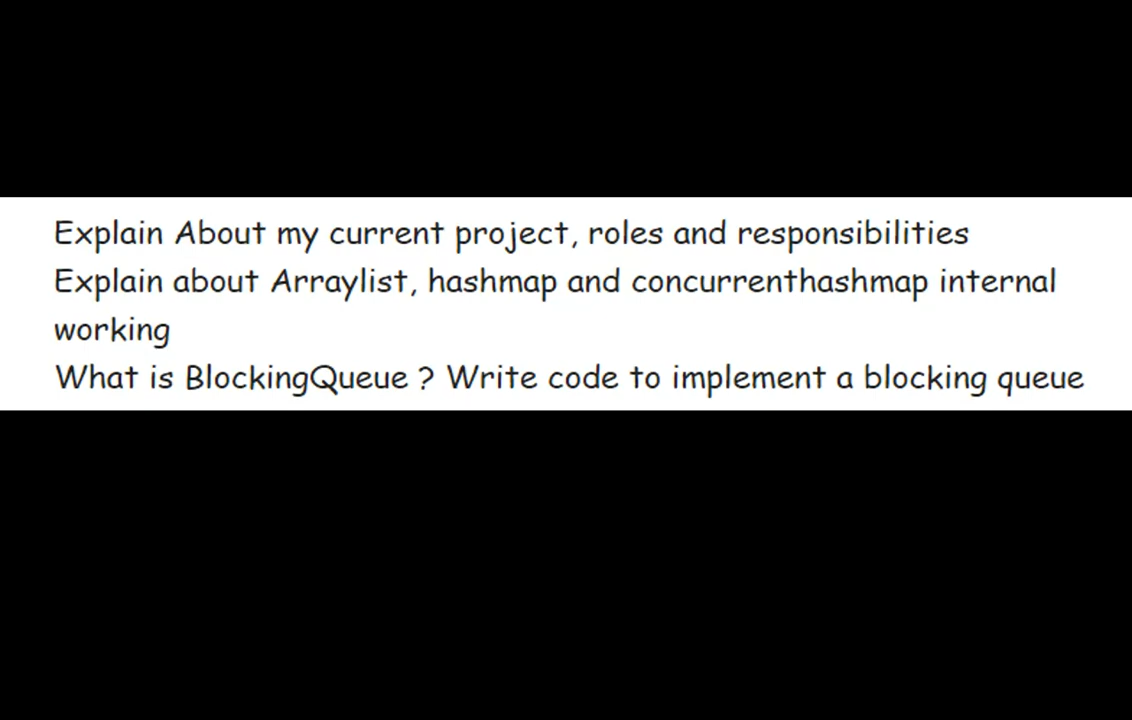 Explain About my current project, roles and responsibilities
Explain about Arraylist, hashmap and concurrenthashmap internal
working
What is BlockingQueue ? Write code to implement a blocking queue